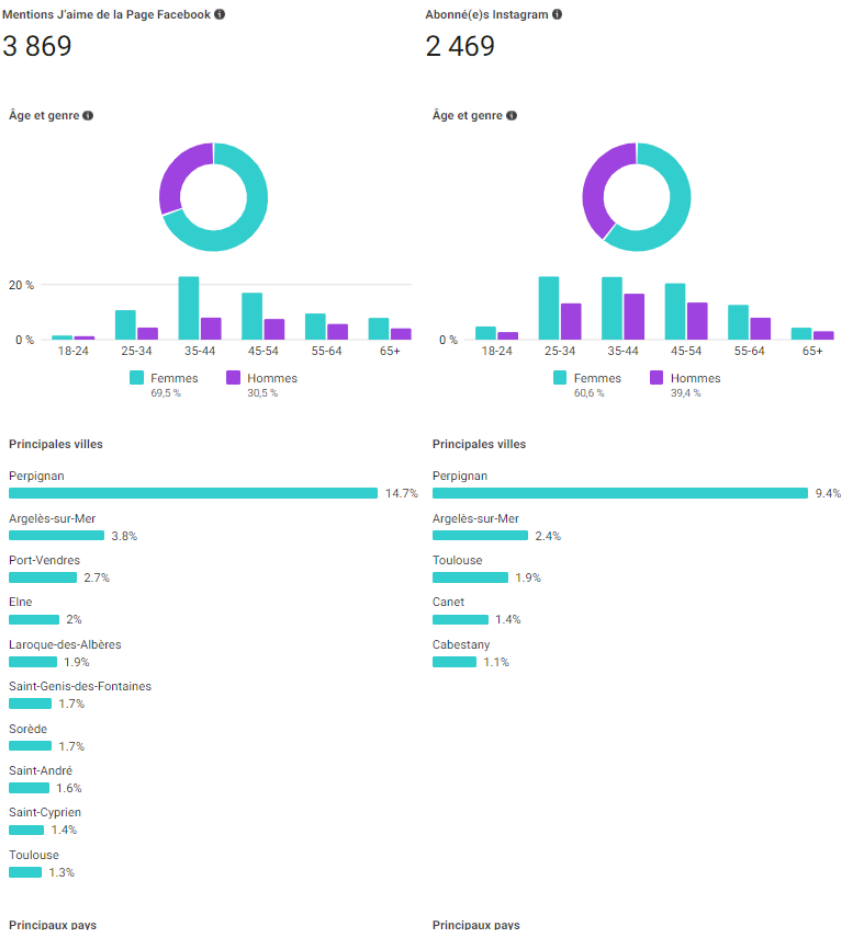 Mentions J'aime de la Page Facebook
3 869
Âge et genre
20 %
0 %
18-24 25-34 35-44 45-54 55-64 65+
Femmes Hommes
69,5 % 30,5 %
Principales villes
Perpignan
14.7%
Argelès-sur-Mer
3.8%
Port-Vendres
2.7%
Elne
2%
Laroque-des-Albères
1.9%
Saint-Genis-des-Fontaines
1.7%
Sorède
1.7%
Saint-André
1.6%
Saint-Cyprien
1.4%
Toulouse
1.3%
Principaux pays
Abonné(e)s Instagram
2 469
Âge et genre
0 %
18-24 25-34 35-44 45-54 55-64 65+
Femmes Hommes
60,6 % 39,4 %
Principales villes
Perpignan
9.4%
Argelès-sur-Mer
2.4%
Toulouse
1.9%
Canet
1.4%
Cabestany
1.1%
Principaux pays